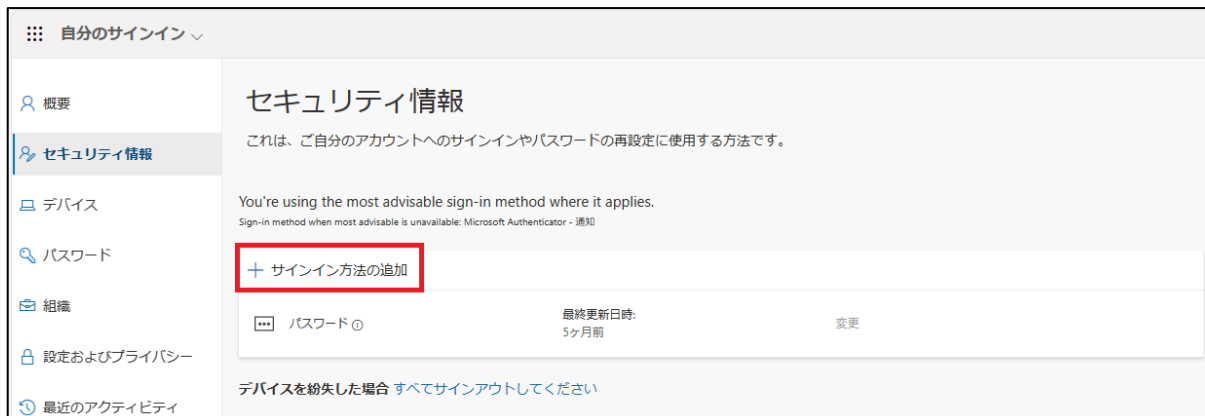 自分のサインイン
概要
セキュリティ情報
デバイス
パスワード
組織
設定およびプライバシー
最近のアクティビティ
セキュリティ情報
これは、ご自分のアカウントへのサインインやパスワードの再設定に使用する方法です。
You're using the most advisable sign-in method where it applies.
Sign-in method when most advisable is unavailable: Microsoft Authenticator - 通知
サインイン方法の追加
パスワード
最終更新日時:
5ヶ月前
変更
デバイスを紛失した場合 すべてサインアウトしてください